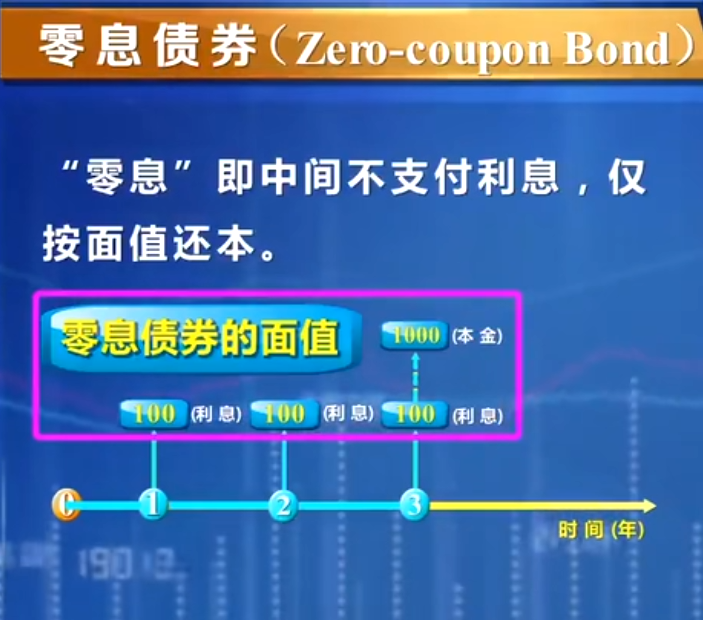 零息债券（Zero-coupon Bond）
“零息”即中间不支付利息，仅
按面值还本。
零息债券的面值
1000 (本 金)
100 (利 息) 100 (利 息) 100 (利 息)
0 1 2 3
时 间 (年)